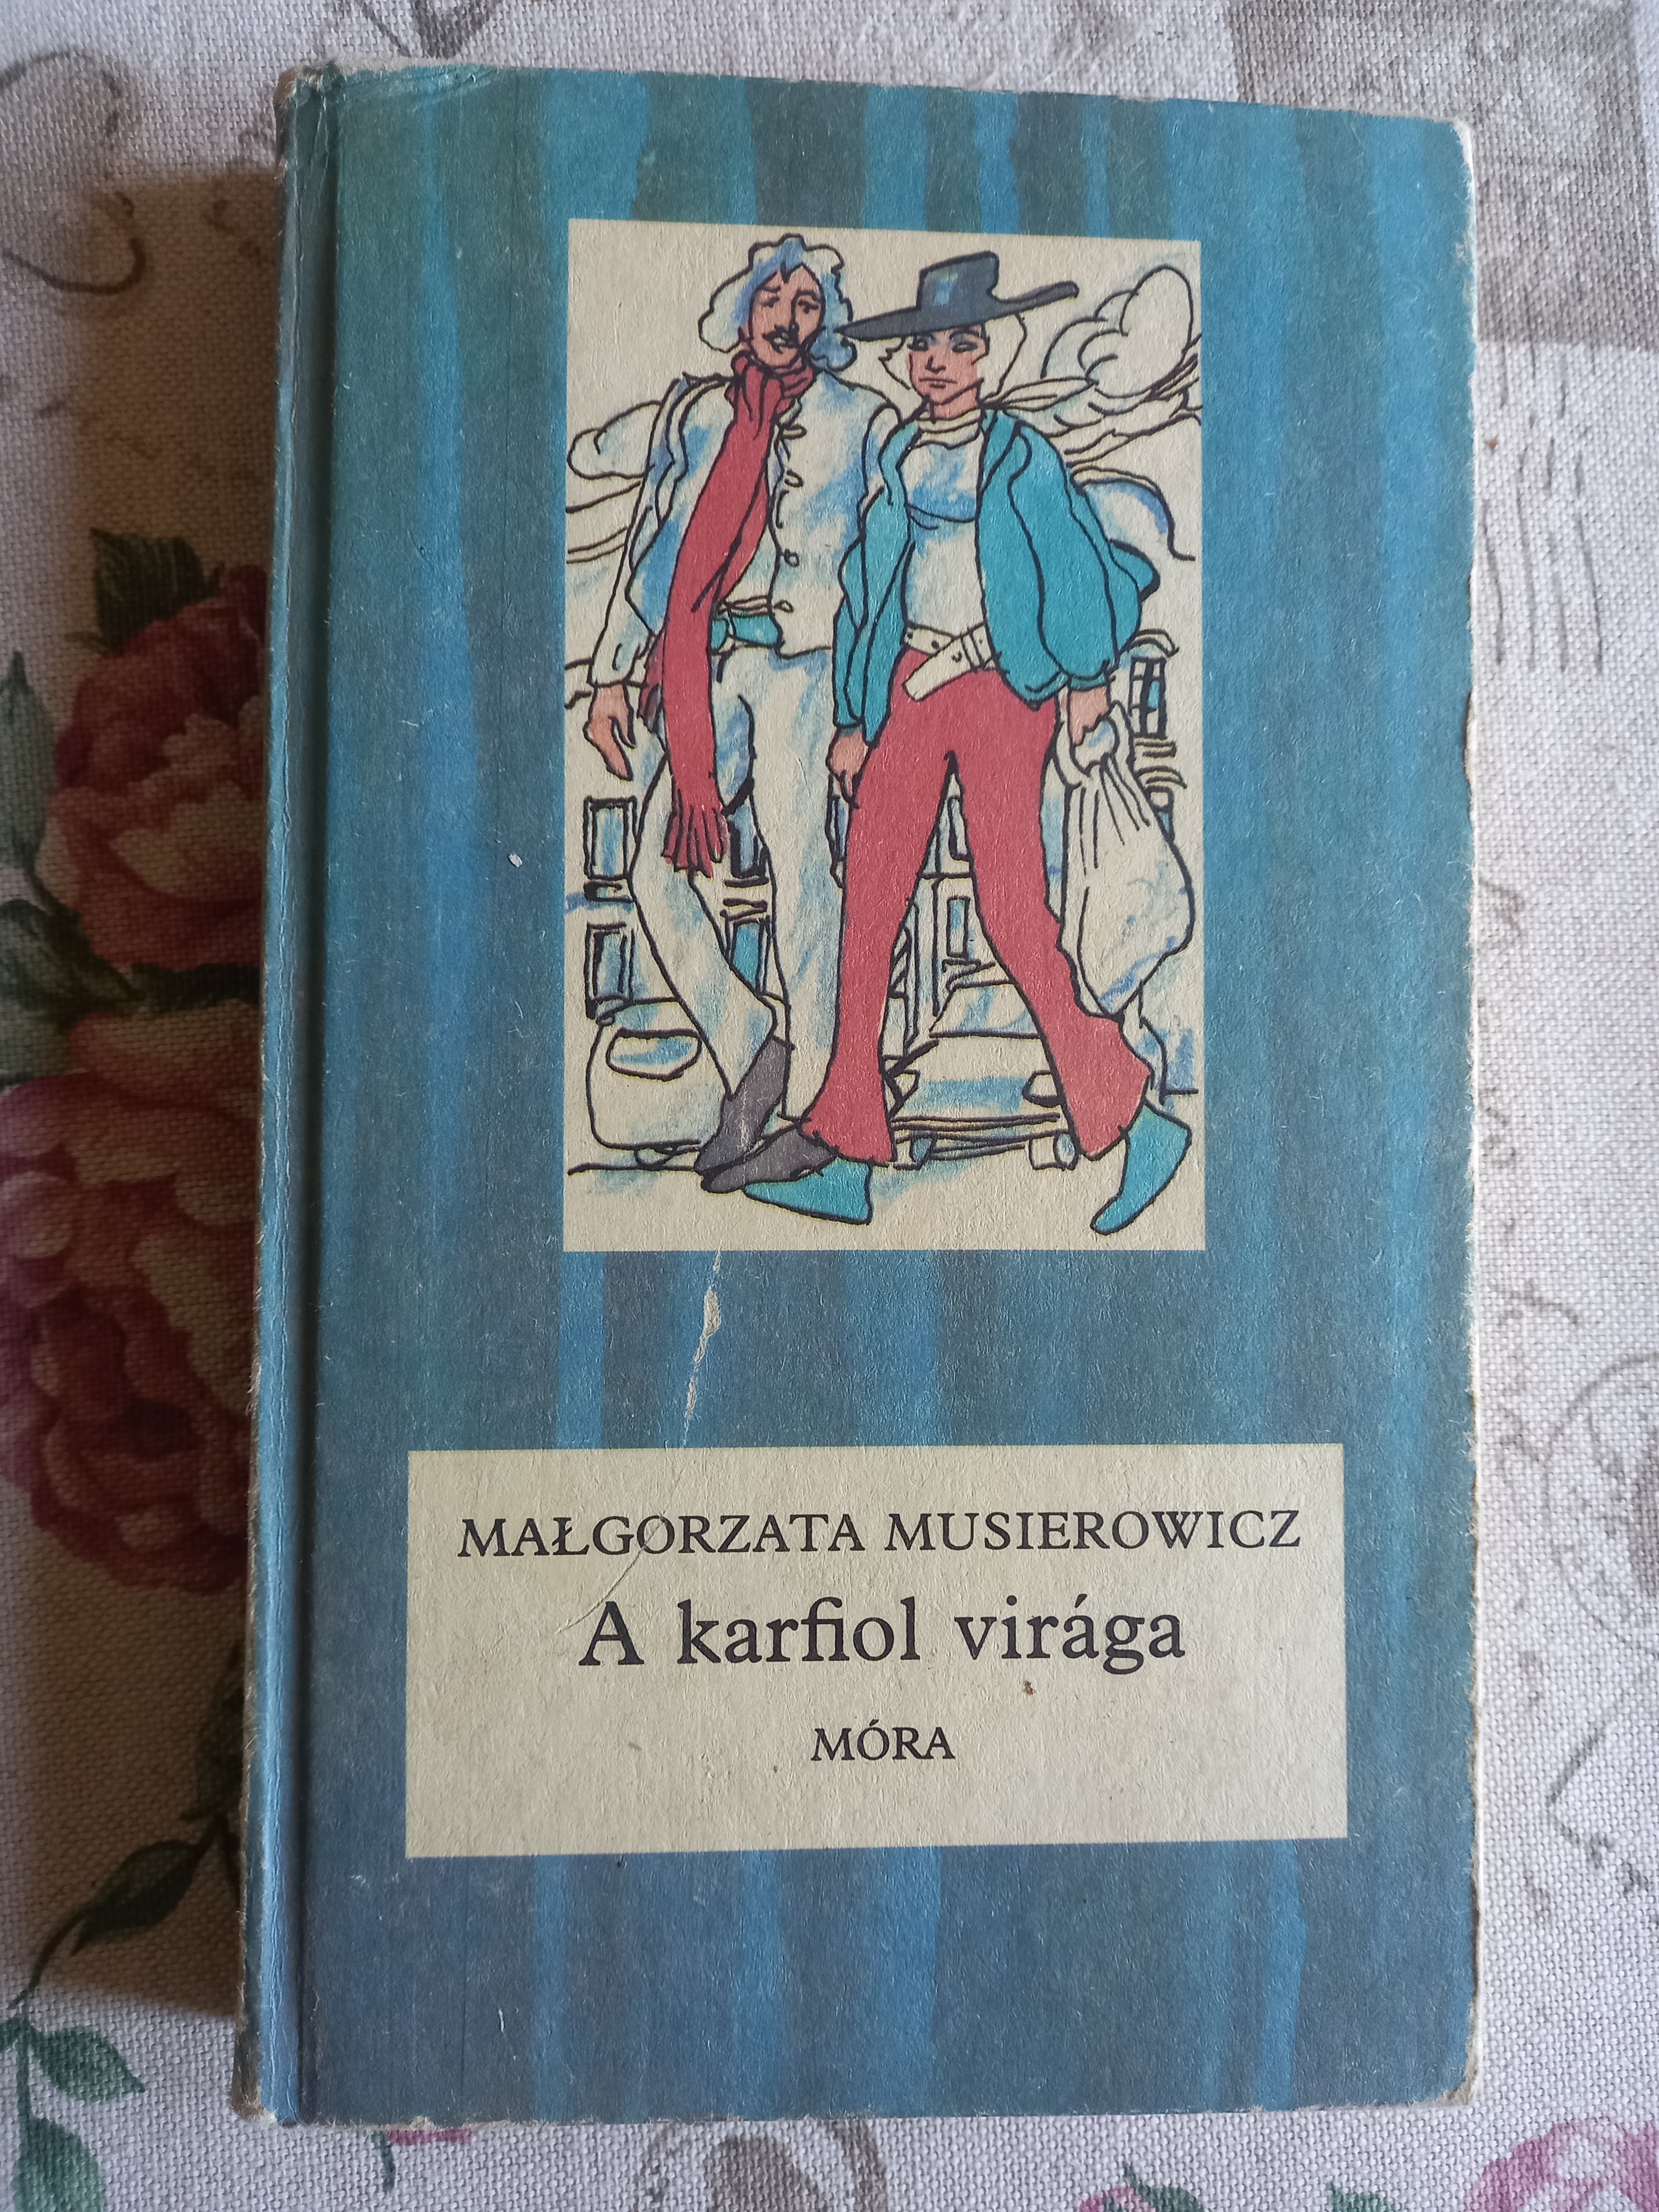 MAŁGORZATA MUSIEROWICZ
A karfiol virága
MÓRA